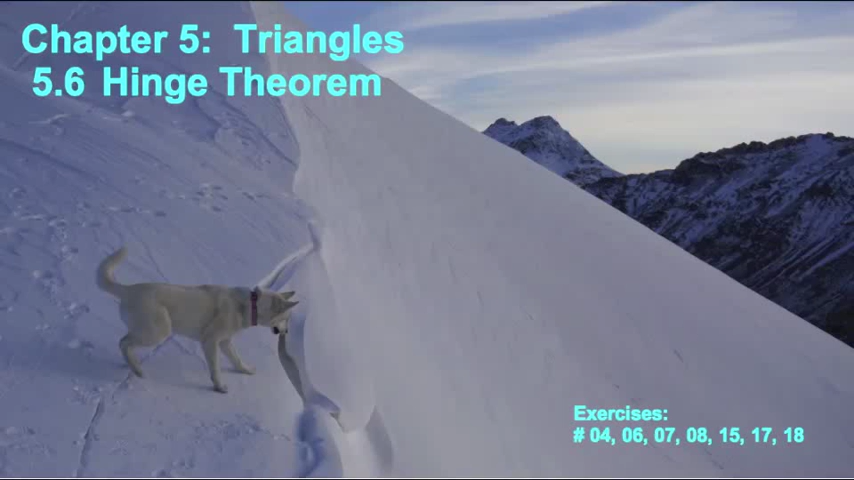 Chapter 5: Triangles
5.6 Hinge Theorem
Exercises:
# 04, 06, 07, 08, 15, 17, 18